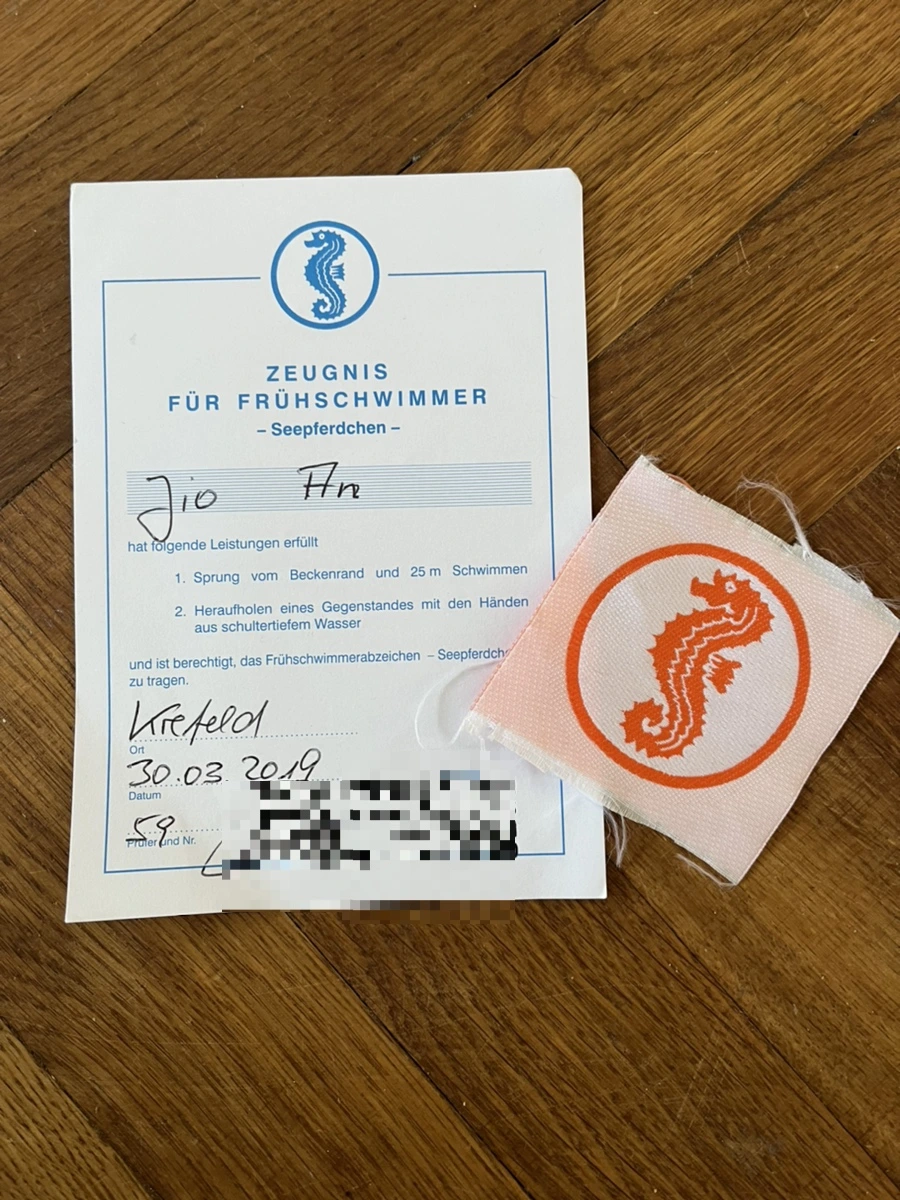 ZEUGNIS
FÜR FRÜHSCHWIMMER
– Seepferdchen –
Jio An
hat folgende Leistungen erfüllt
1. Sprung vom Beckenrand und 25 m Schwimmen
2. Heraufholen eines Gegenstandes mit den Händen
aus schultertiefem Wasser
und ist berechtigt, das Frühschwimmerabzeichen – Seepferdch
zu tragen.
Krefeld
Ort
30.03.2019
Datum
59
Prüfer und Nr.